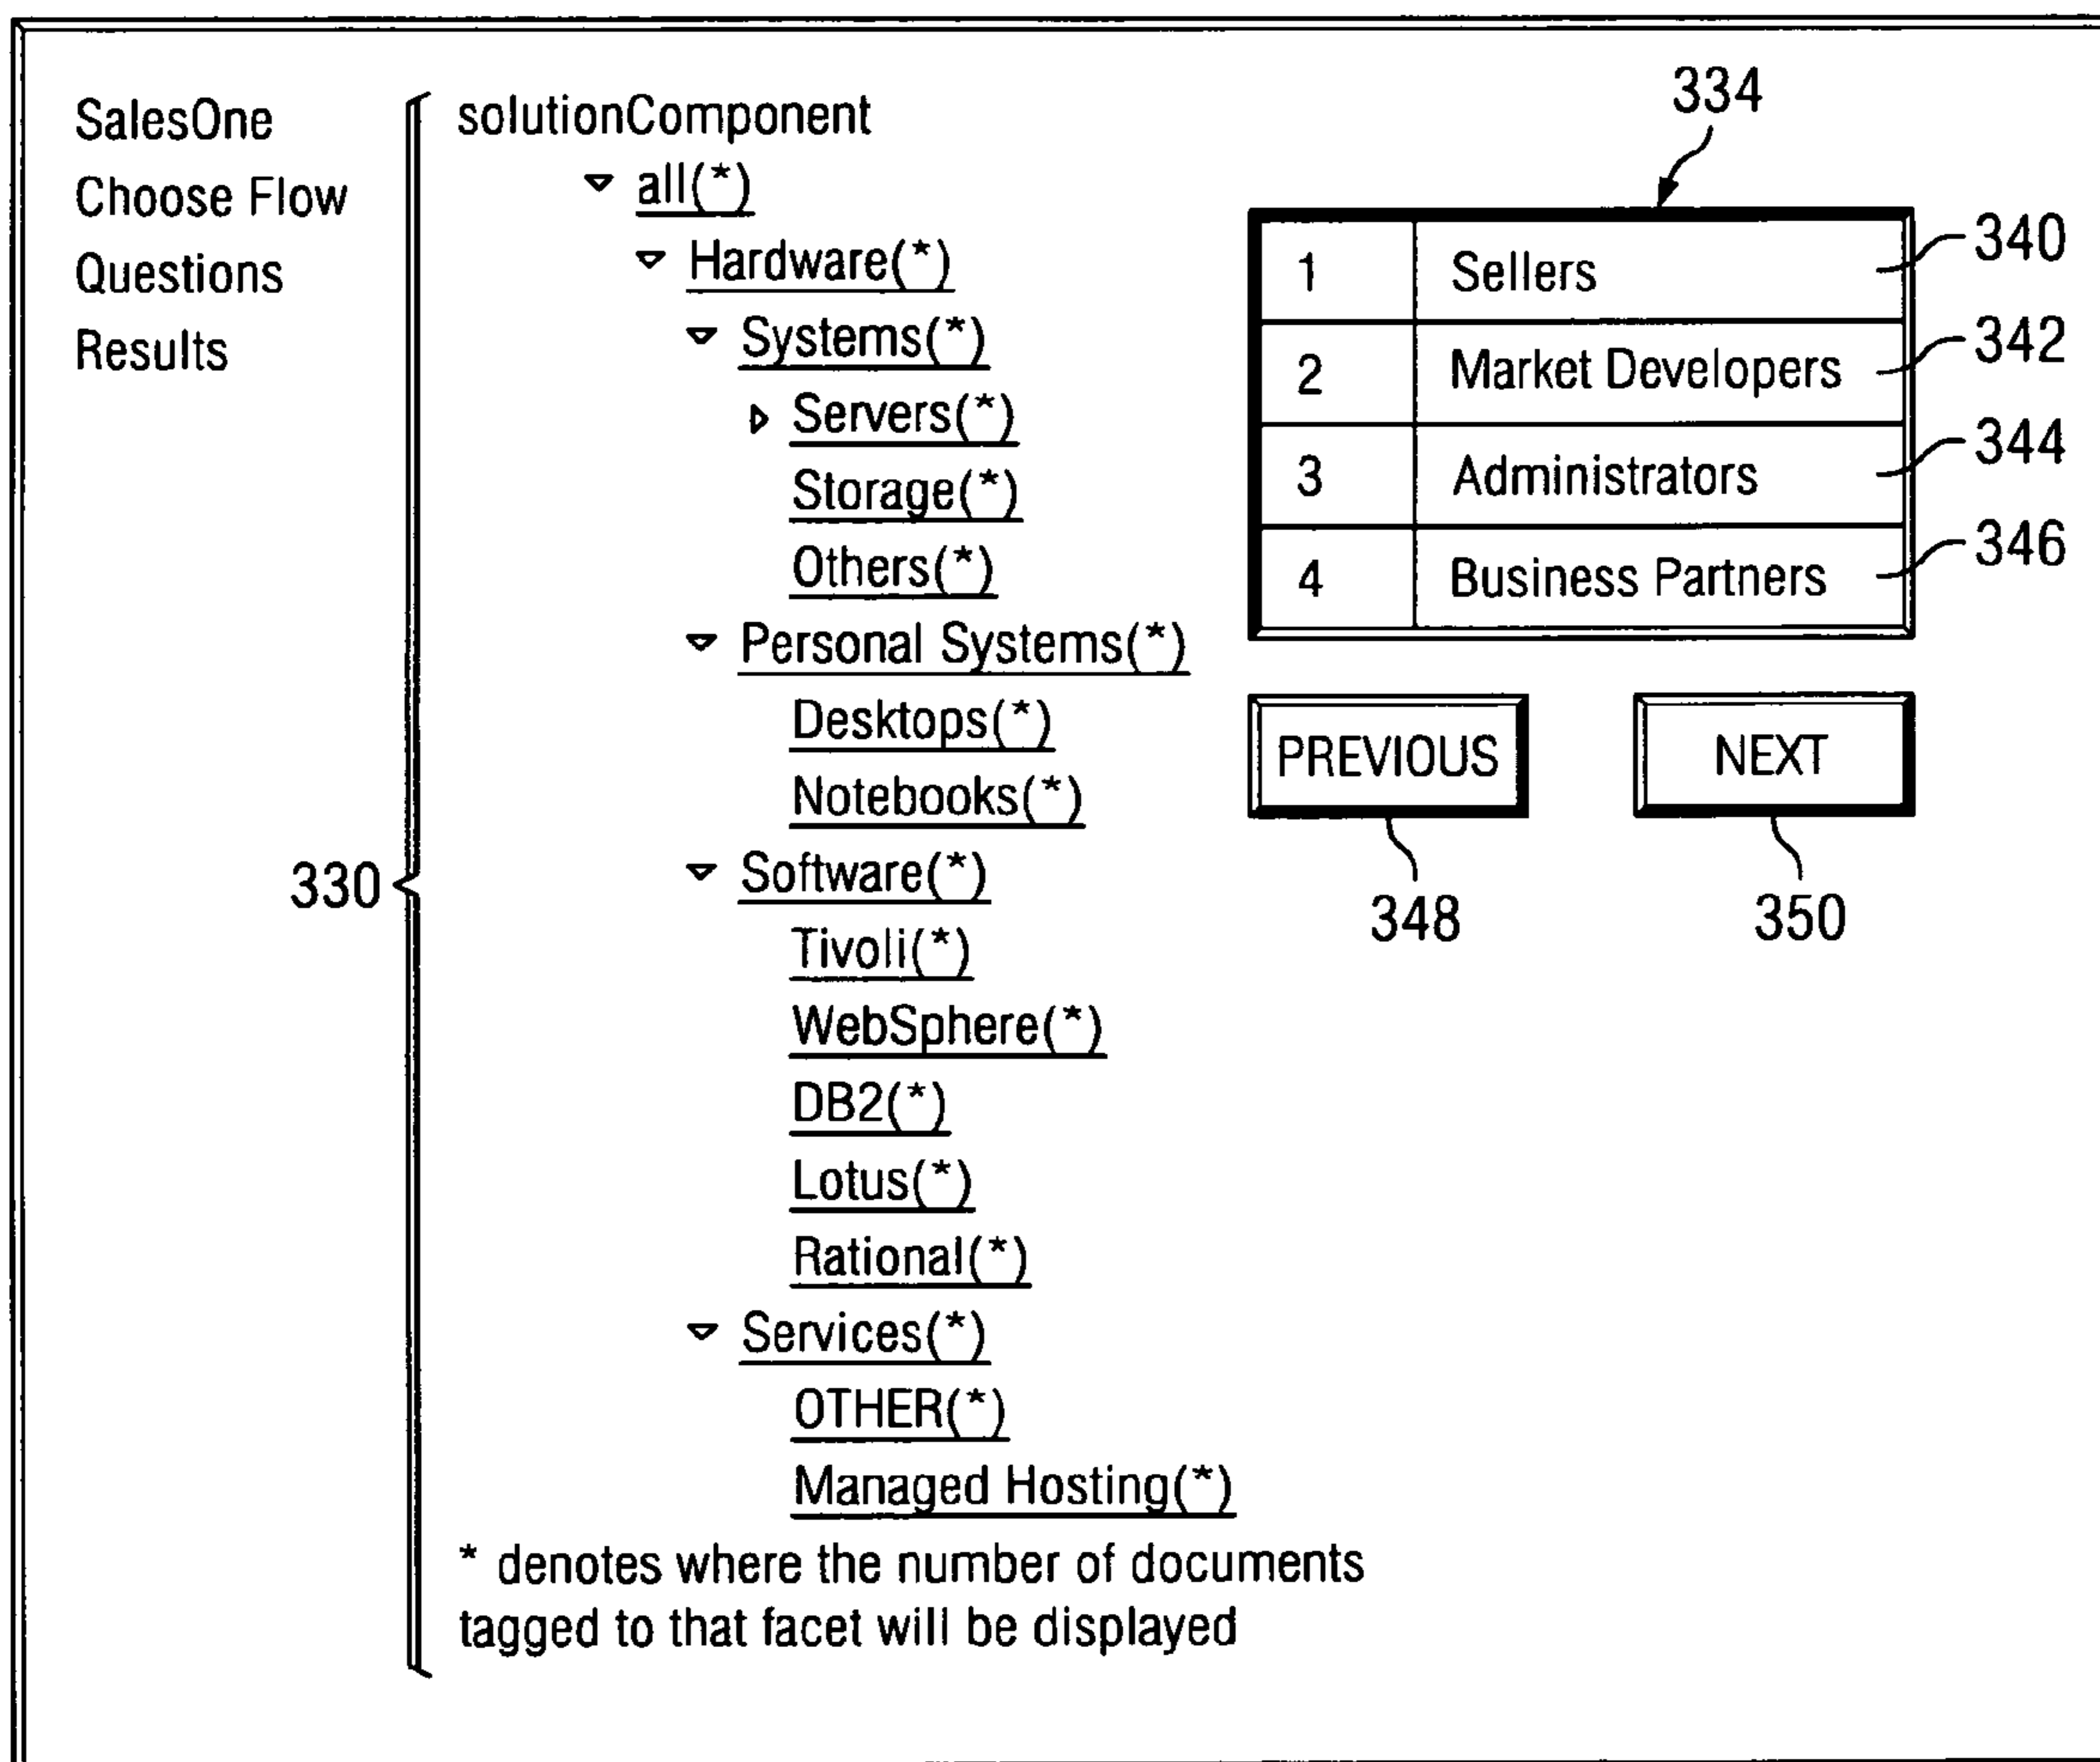 SalesOne
Choose Flow
Questions
Results
330
solutionComponent
all(*)
Hardware(*)
Systems(*)
Servers(*)
Storage(*)
Others(*)
Personal Systems(*)
Desktops(*)
Notebooks(*)
Software(*)
Tivoli(*)
WebSphere(*)
DB2(*)
Lotus(*)
Rational(*)
Services(*)
OTHER(*)
Managed Hosting(*)
* denotes where the number of documents
tagged to that facet will be displayed
334
1 Sellers 340
2 Market Developers 342
3 Administrators 344
4 Business Partners 346
PREVIOUS NEXT
348 350